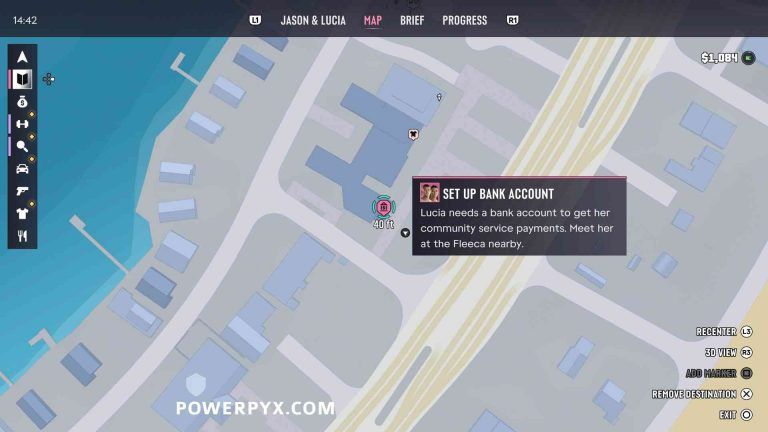 14:42
L1 JASON & LUCIA MAP BRIEF PROGRESS R1
$1,084
SET UP BANK ACCOUNT
Lucia needs a bank account to get her
community service payments. Meet her
at the Fleeca nearby.
40 ft
RECENTER L3
3D VIEW R3
ADD MARKER
REMOVE DESTINATION
EXIT
POWERPYX.COM